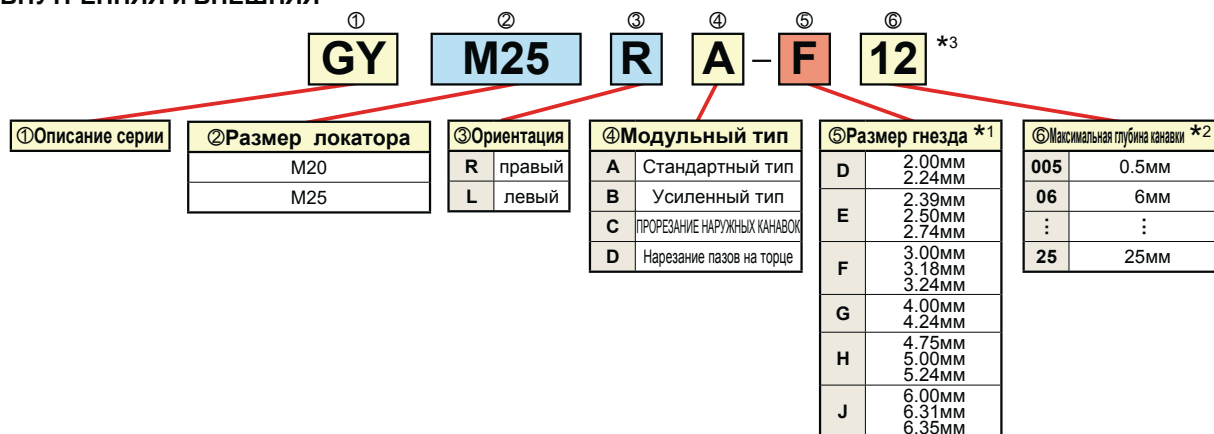 ВНУТРЕННЯЯ И ВНЕШНЯЯ
① ② ③ ④ ⑤ ⑥
GY M25 R A – F 12 *3
①Описание серии
②Размер локатора
M20
M25
③Ориентация
R правый
L левый
④Модульный тип
A Стандартный тип
B Усиленный тип
C ПРОРЕЗАНИЕ НАРУЖНЫХ КАНАВОК
D Нарезание пазов на торце
⑤Размер гнезда *1
D 2.00мм
2.24мм
E 2.39мм
2.50мм
2.74мм
F 3.00мм
3.18мм
3.24мм
G 4.00мм
4.24мм
H 4.75мм
5.00мм
5.24мм
J 6.00мм
6.31мм
6.35мм
⑥Максимальная глубина канавки *2
005 0.5мм
06 6мм
⋮ ⋮
25 25мм